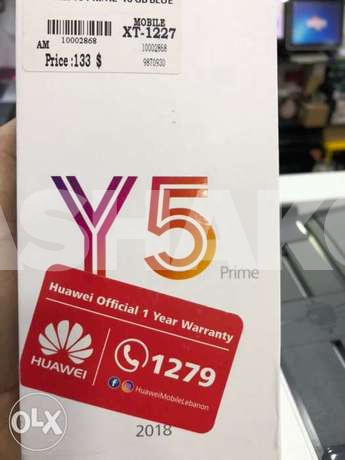 MOBILE
AM 10002868 XT-1227
10002868
Price :133 $ 9870930
Y5
Prime
Huawei Official 1 Year Warranty
HUAWEI
1279
HuaweiMobileLebanon
2018
OLX